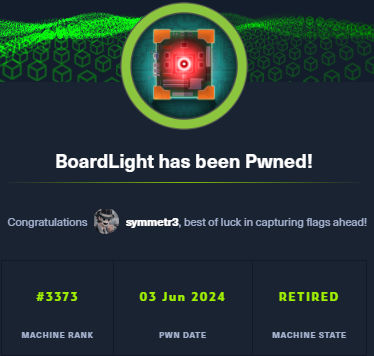 BoardLight has been Pwned!
Congratulations symmetr3, best of luck in capturing flags ahead!
#3373 03 Jun 2024 RETIRED
MACHINE RANK PWN DATE MACHINE STATE